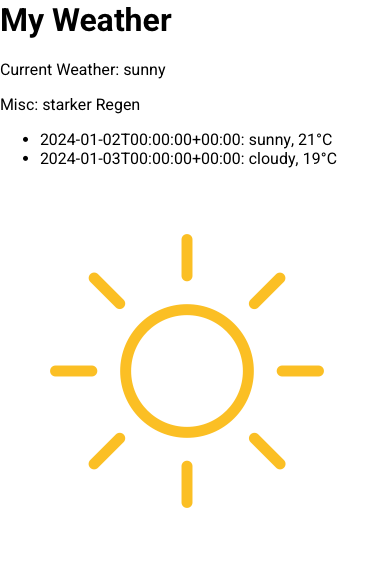 My Weather
Current Weather: sunny
Misc: starker Regen
2024-01-02T00:00:00+00:00: sunny, 21°C
2024-01-03T00:00:00+00:00: cloudy, 19°C